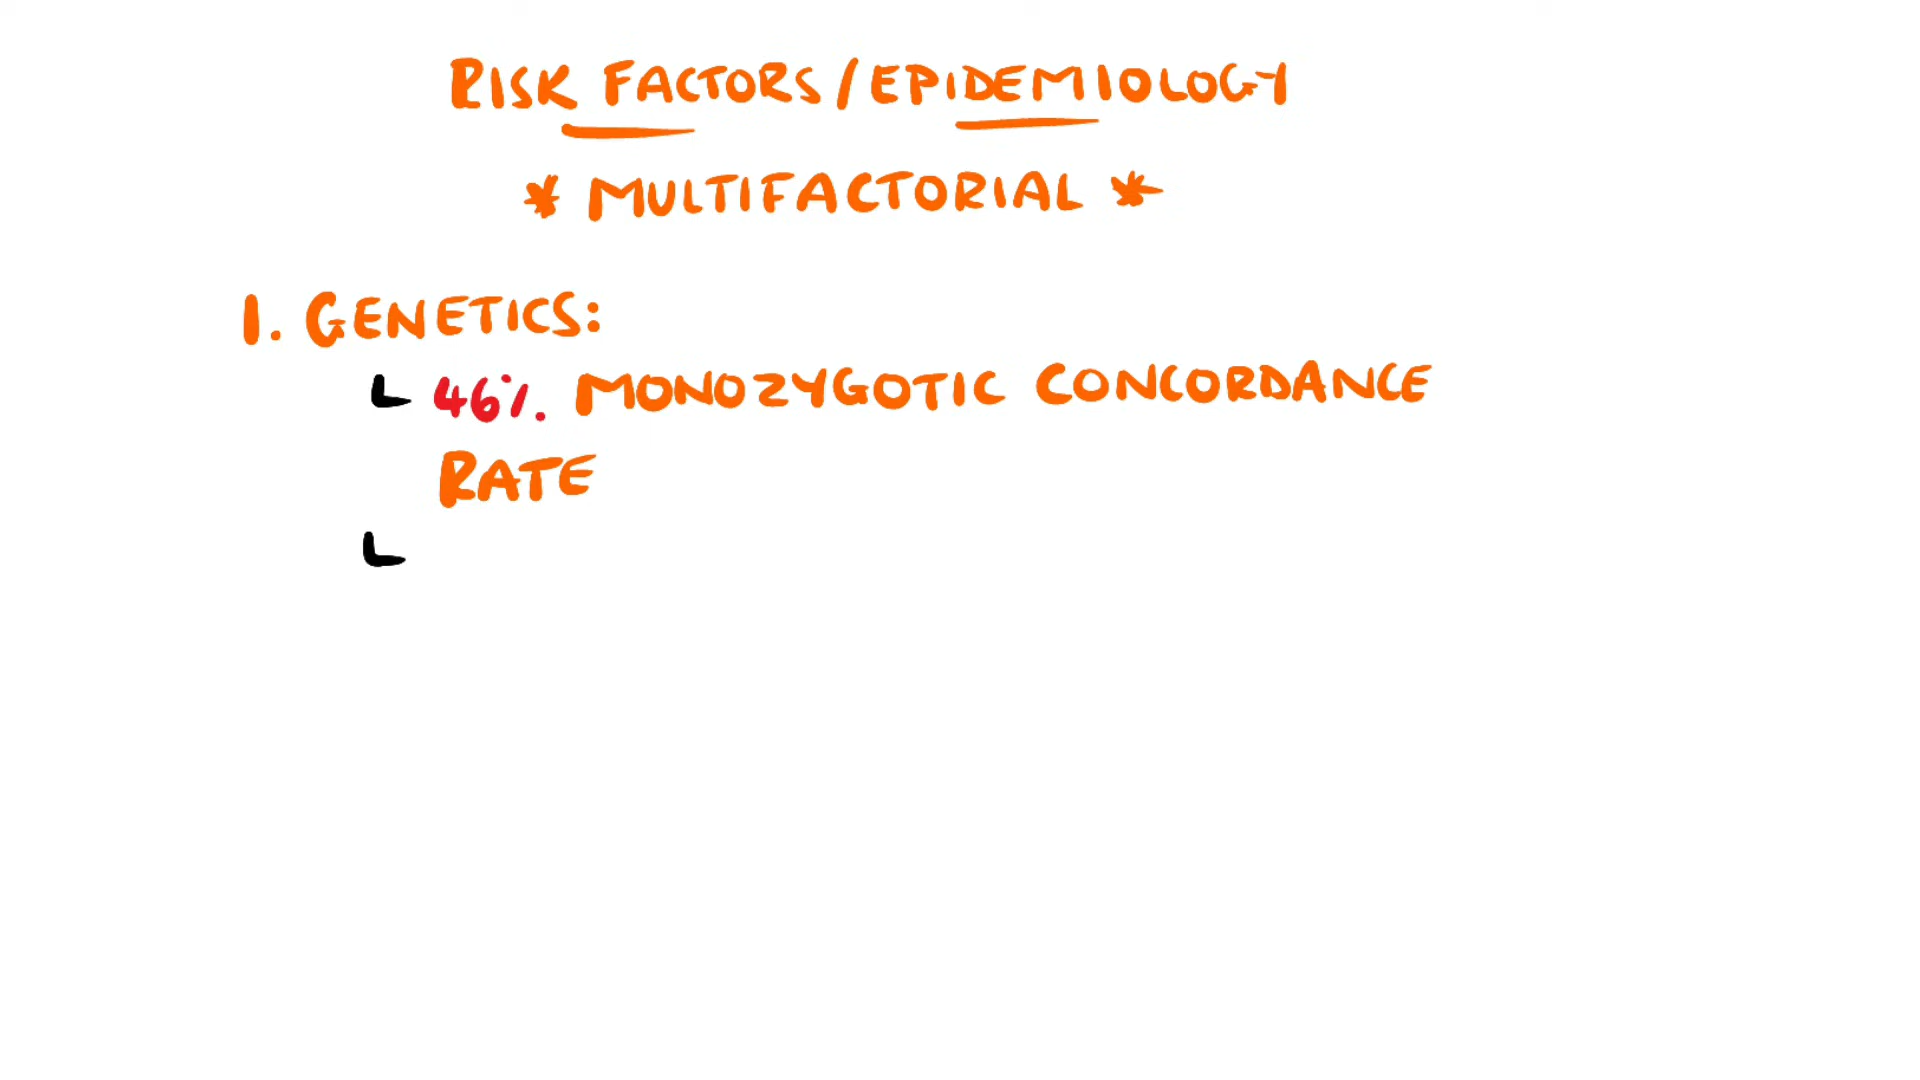 RISK FACTORS/EPIDEMIOLOGY
* MULTIFACTORIAL *
1. GENETICS:
46%. MONOZYGOTIC CONCORDANCE
RATE